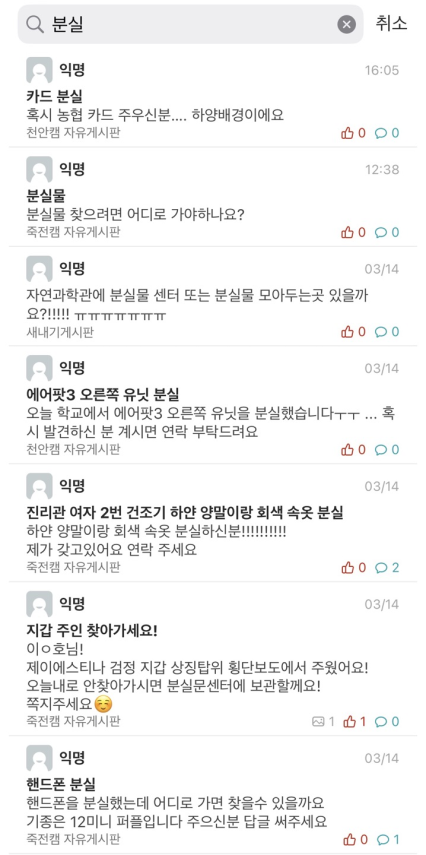 분실
취소
익명
16:05
카드 분실
혹시 농협 카드 주우신분.... 하양배경이에요
천안캠 자유게시판
0 0
익명
12:38
분실물
분실물 찾으려면 어디로 가야하나요?
죽전캠 자유게시판
0 0
익명
03/14
자연과학관에 분실물 센터 또는 분실물 모아두는곳 있을까
요?!!!!! ㅠㅠㅠㅠㅠㅠㅠ
새내기게시판
0 0
익명
03/14
에어팟3 오른쪽 유닛 분실
오늘 학교에서 에어팟3 오른쪽 유닛을 분실했습니다ㅜㅜ ... 혹
시 발견하신 분 계시면 연락 부탁드려요
천안캠 자유게시판
0 0
익명
03/14
진리관 여자 2번 건조기 하얀 양말이랑 회색 속옷 분실
하얀 양말이랑 회색 속옷 분실하신분!!!!!!!!!!
제가 갖고있어요 연락 주세요
죽전캠 자유게시판
0 2
익명
03/14
지갑 주인 찾아가세요!
이ㅇ호님!
제이에스티나 검정 지갑 상징탑위 횡단보도에서 주웠어요!
오늘내로 안찾아가시면 분실문센터에 보관할께요!
쪽지주세요☺️
죽전캠 자유게시판
1 1 0
익명
03/14
핸드폰 분실
핸드폰을 분실했는데 어디로 가면 찾을수 있을까요
기종은 12미니 퍼플입니다 주으신분 답글 써주세요
죽전캠 자유게시판
0 1